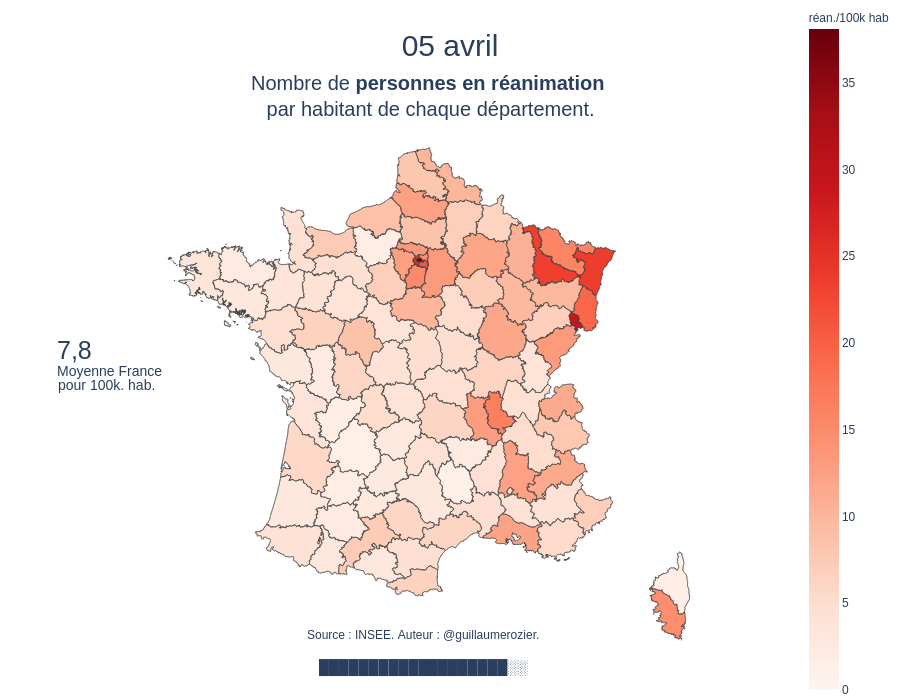 réan./100k hab
05 avril
Nombre de personnes en réanimation
par habitant de chaque département.
35
30
25
20
15
10
5
0
7,8
Moyenne France
pour 100k. hab.
Source : INSEE. Auteur : @guillaumerozier.